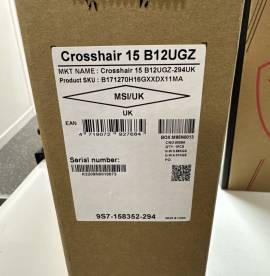 Crosshair 15 B12UGZ
MKT NAME : Crosshair 15 B12UGZ-294UK
Product SKU : B171270H16GXXDX11MA
MSI/UK
UK
EAN
4 719072 927684
Serial number:
9S7-158352-294